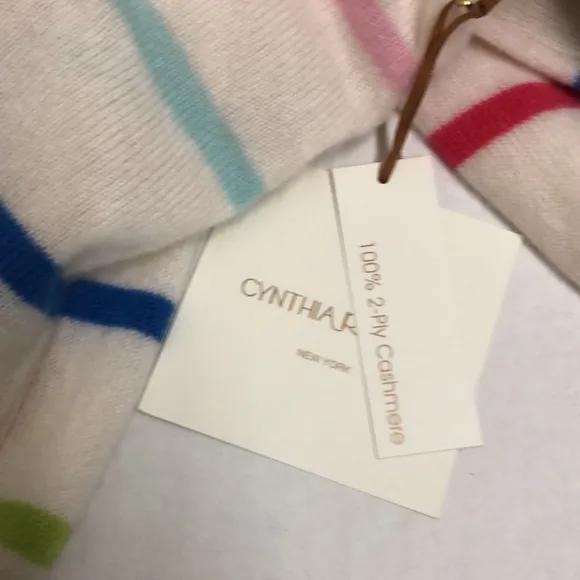 CYNTHIA R
NEW YORK
100% 2-Ply Cashmere